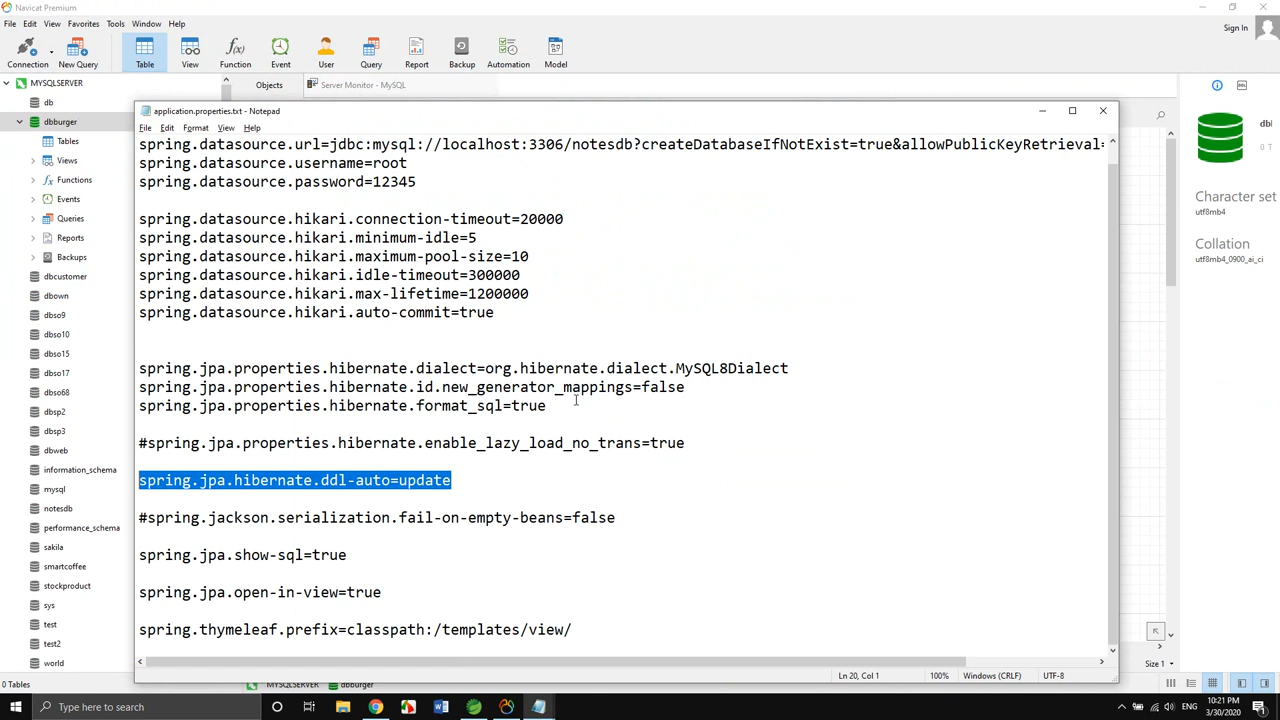 Navicat Premium
File Edit View Favorites Tools Window Help
Sign In
Connection New Query Table View Function Event User Query Report Backup Automation Model
MYSQLSERVER
Objects Server Monitor - MySQL
db
dbburger
Tables
Views
Functions
Events
Queries
Reports
Backups
dbcustomer
dbown
dbso9
dbso10
dbso15
dbso17
dbso68
dbsp2
dbsp3
dbweb
information_schema
mysql
notesdb
performance_schema
sakila
smartcoffee
stockproduct
sys
test
test2
world
application.properties.txt - Notepad
File Edit Format View Help
spring.datasource.url=jdbc:mysql://localhost:3306/notesdb?createDatabaseIfNotExist=true&allowPublicKeyRetrieval=
spring.datasource.username=root
spring.datasource.password=12345
spring.datasource.hikari.connection-timeout=20000
spring.datasource.hikari.minimum-idle=5
spring.datasource.hikari.maximum-pool-size=10
spring.datasource.hikari.idle-timeout=300000
spring.datasource.hikari.max-lifetime=1200000
spring.datasource.hikari.auto-commit=true
spring.jpa.properties.hibernate.dialect=org.hibernate.dialect.MySQL8Dialect
spring.jpa.properties.hibernate.id.new_generator_mappings=false
spring.jpa.properties.hibernate.format_sql=true
#spring.jpa.properties.hibernate.enable_lazy_load_no_trans=true
spring.jpa.hibernate.ddl-auto=update
#spring.jackson.serialization.fail-on-empty-beans=false
spring.jpa.show-sql=true
spring.jpa.open-in-view=true
spring.thymeleaf.prefix=classpath:/templates/view/
Ln 20, Col 1 100% Windows (CRLF) UTF-8
dbl
0 T
Character set
utf8mb4
Collation
utf8mb4_0900_ai_ci
Size 1
0 Tables MYSQLSERVER dbburger
Type here to search
ENG
10:21 PM
3/30/2020